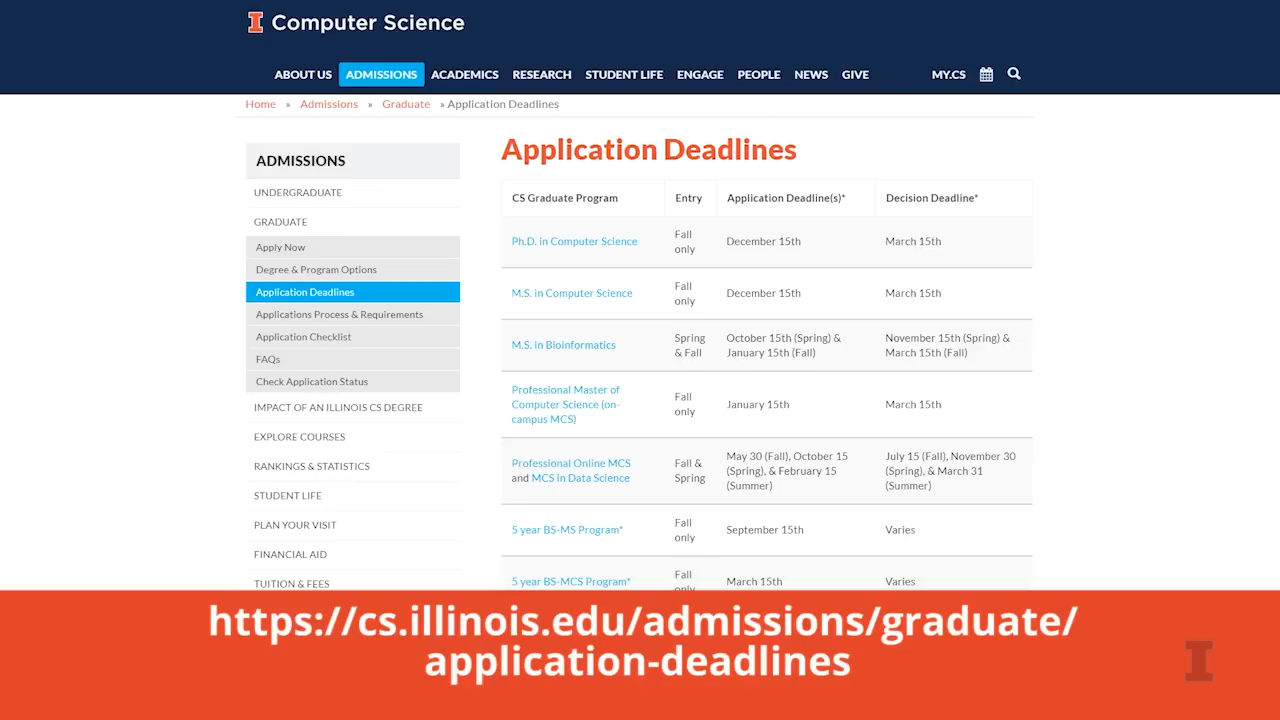 I Computer Science
ABOUT US ADMISSIONS ACADEMICS RESEARCH STUDENT LIFE ENGAGE PEOPLE NEWS GIVE MY.CS
Home » Admissions » Graduate » Application Deadlines
ADMISSIONS
UNDERGRADUATE
GRADUATE
Apply Now
Degree & Program Options
Application Deadlines
Applications Process & Requirements
Application Checklist
FAQs
Check Application Status
IMPACT OF AN ILLINOIS CS DEGREE
EXPLORE COURSES
RANKINGS & STATISTICS
STUDENT LIFE
PLAN YOUR VISIT
FINANCIAL AID
TUITION & FEES
Application Deadlines
CS Graduate Program Entry Application Deadline(s)* Decision Deadline*
Ph.D. in Computer Science
Fall
only
December 15th
March 15th
M.S. in Computer Science
Fall
only
December 15th
March 15th
M.S. in Bioinformatics
Spring
& Fall
October 15th (Spring) &
January 15th (Fall)
November 15th (Spring) &
March 15th (Fall)
Professional Master of
Computer Science (on-
campus MCS)
Fall
only
January 15th
March 15th
Professional Online MCS
and MCS in Data Science
Fall &
Spring
May 30 (Fall), October 15
(Spring), & February 15
(Summer)
July 15 (Fall), November 30
(Spring), & March 31
(Summer)
5 year BS-MS Program*
Fall
only
September 15th
Varies
5 year BS-MCS Program*
Fall
only
March 15th
Varies
https://cs.illinois.edu/admissions/graduate/
application-deadlines
I